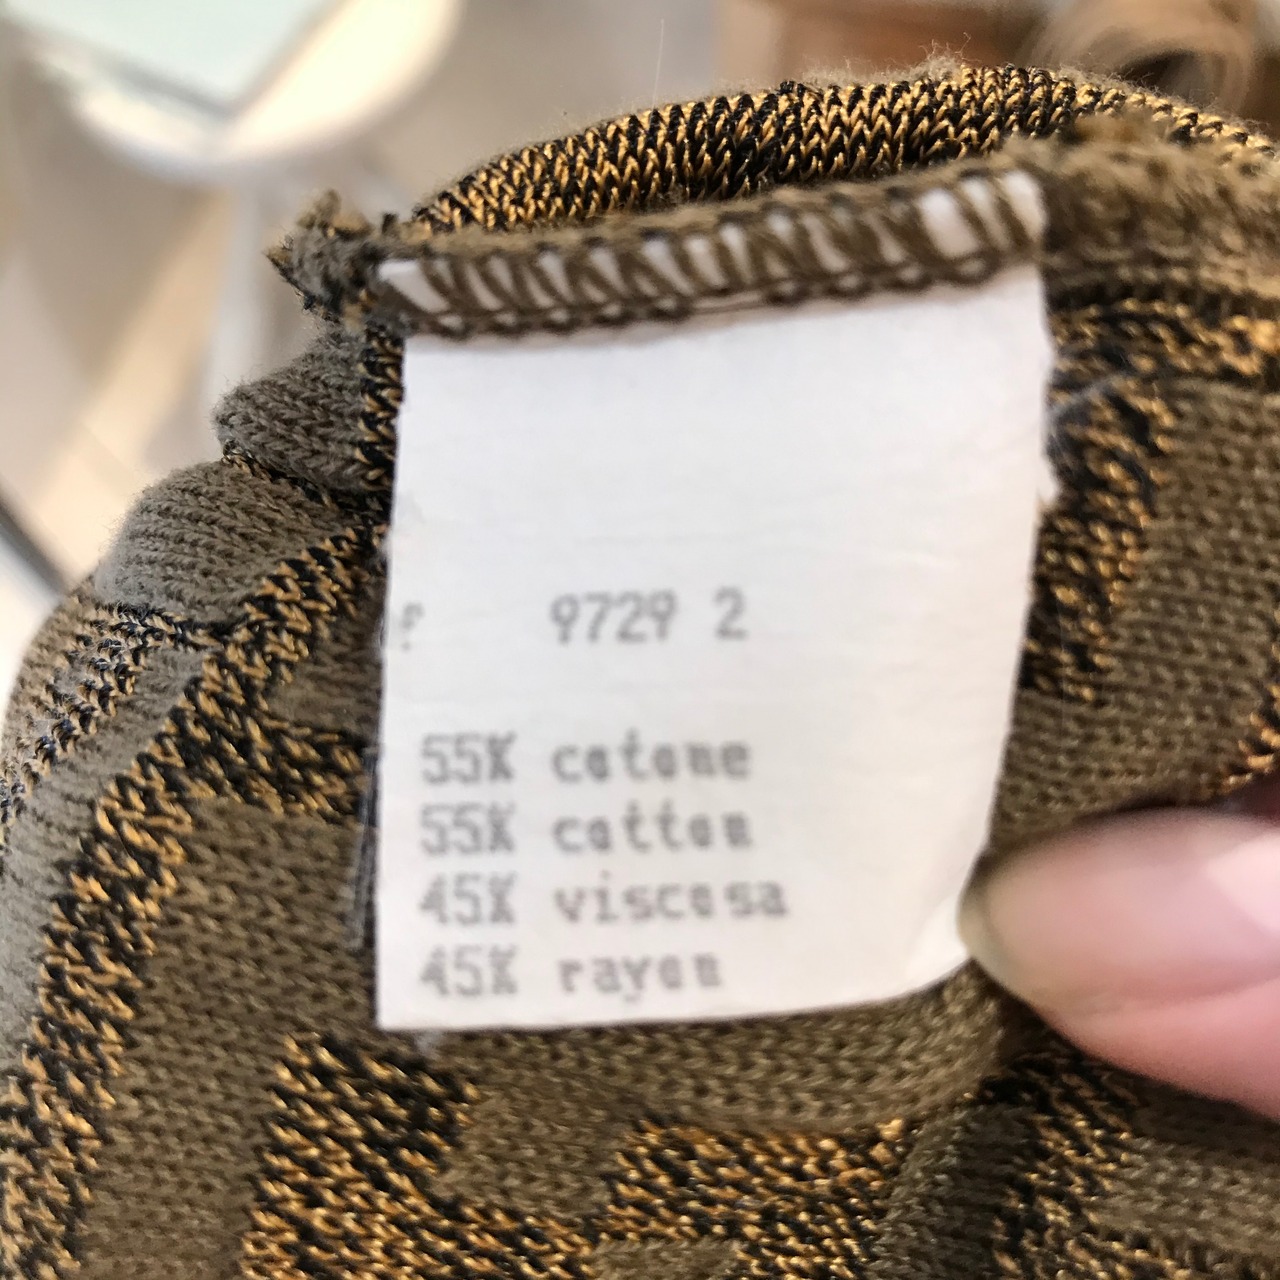 ? 9729 2
55% cotone
55% cotton
45% viscosa
45% rayon